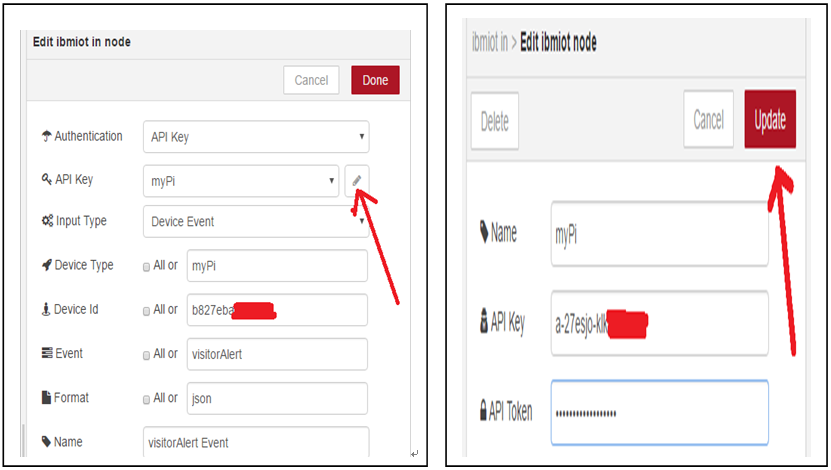 Edit ibmiot in node
Cancel Done
Authentication API Key
API Key myPi
Input Type Device Event
Device Type All or myPi
Device Id All or b827eba
Event All or visitorAlert
Format All or json
Name visitorAlert Event
ibmiot in > Edit ibmiot node
Delete Cancel Update
Name myPi
API Key a-27esjo-klk
API Token •••••••••••••••••